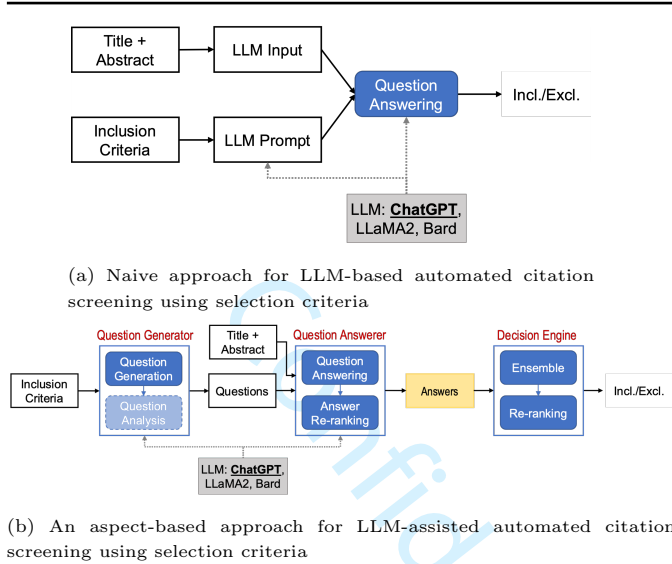 Title +
Abstract
LLM Input
Question
Answering
Incl./Excl.
Inclusion
Criteria
LLM Prompt
LLM: ChatGPT,
LLaMA2, Bard
(a) Naive approach for LLM-based automated citation
screening using selection criteria
Question Generator
Title +
Abstract
Question Answerer
Decision Engine
Inclusion
Criteria
Question
Generation
Question
Analysis
Questions
Question
Answering
Answer
Re-ranking
Answers
Ensemble
Re-ranking
Incl./Excl.
LLM: ChatGPT,
LLaMA2, Bard
(b) An aspect-based approach for LLM-assisted automated citation
screening using selection criteria
Confid